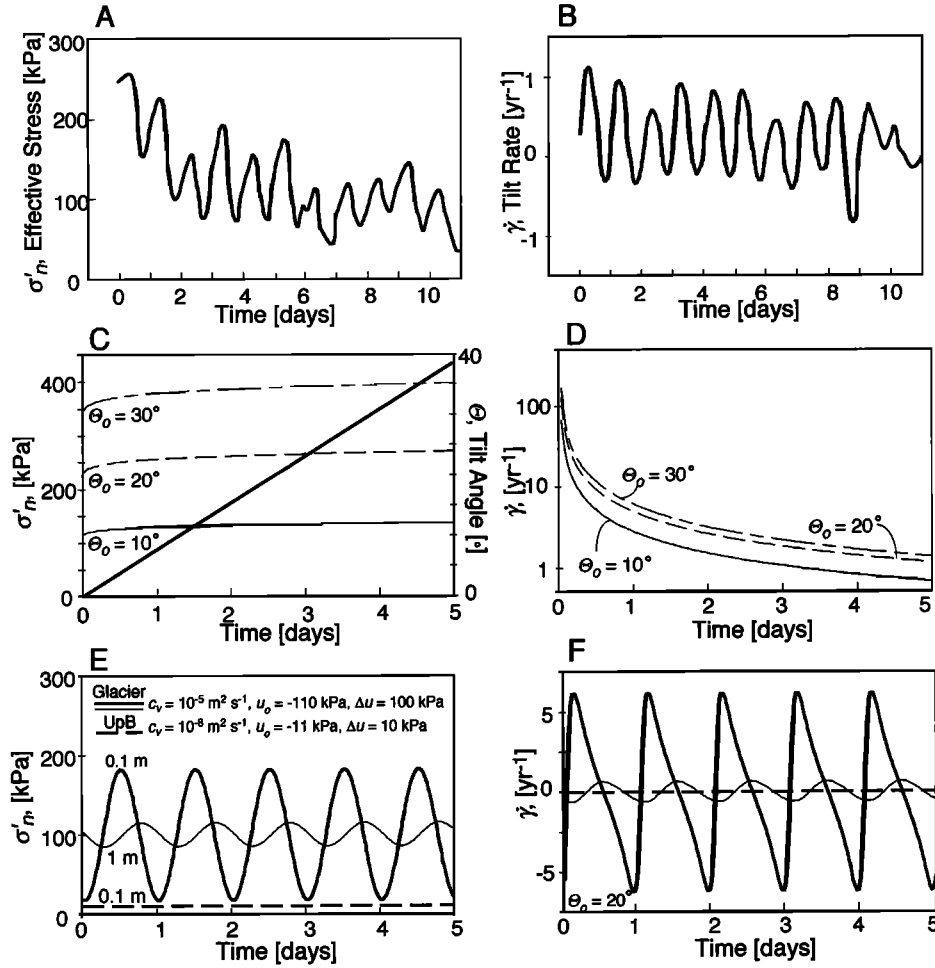 A
300
200
100
0
σ'n, Effective Stress [kPa]
0 2 4 6 8 10
Time [days]
B
1
0
-1
γ̇, Tilt Rate [yr-1]
0 2 4 6 8 10
Time [days]
C
400
200
0
σ'n, [kPa]
40
0
Θ, Tilt Angle [°]
Θo = 30°
Θo = 20°
Θo = 10°
0 1 2 3 4 5
Time [days]
D
100
10
1
γ̇, [yr-1]
Θo = 30°
Θo = 20°
Θo = 10°
0 1 2 3 4 5
Time [days]
E
300
200
100
0
σ'n, [kPa]
Glacier
cv = 10-5 m2 s-1, uo = -110 kPa, Δu = 100 kPa
UpB
cv = 10-8 m2 s-1, uo = -11 kPa, Δu = 10 kPa
0.1 m
1 m
0.1 m
0 1 2 3 4 5
Time [days]
F
5
0
-5
γ̇, [yr-1]
Θo = 20°
0 1 2 3 4 5
Time [days]